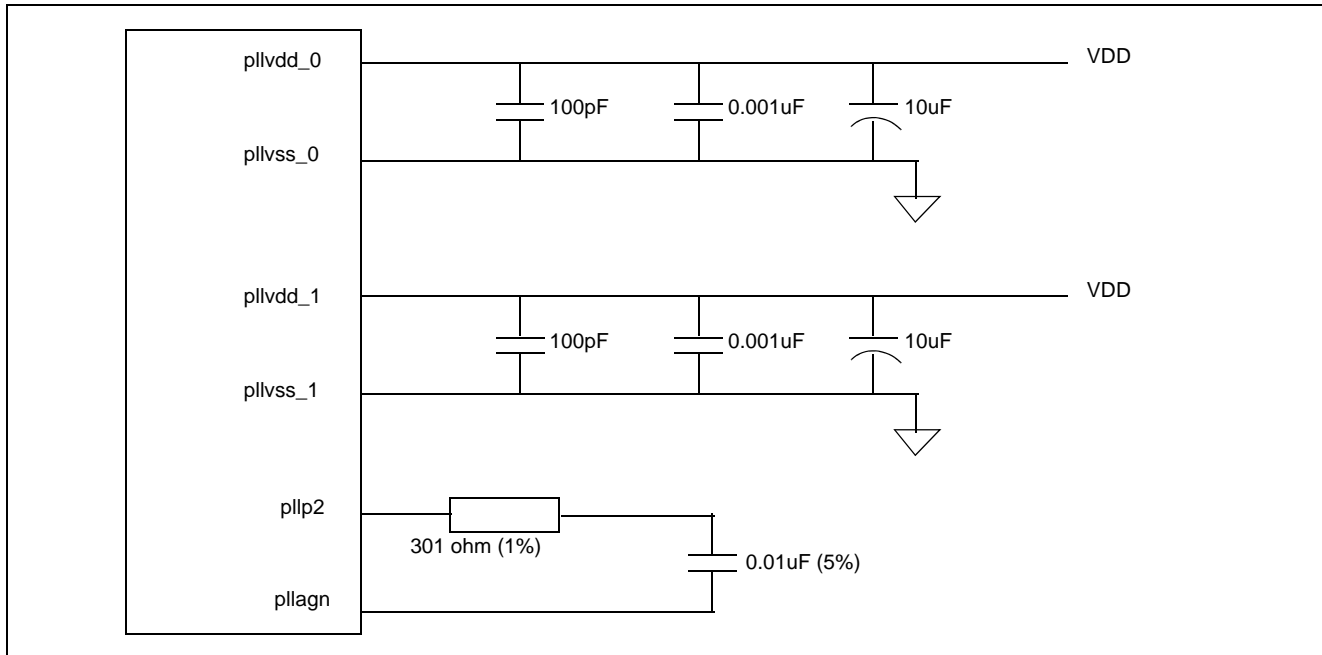 pllvdd_0
VDD
100pF
0.001uF
10uF
pllvss_0
pllvdd_1
VDD
100pF
0.001uF
10uF
pllvss_1
pllp2
301 ohm (1%)
0.01uF (5%)
pllagn